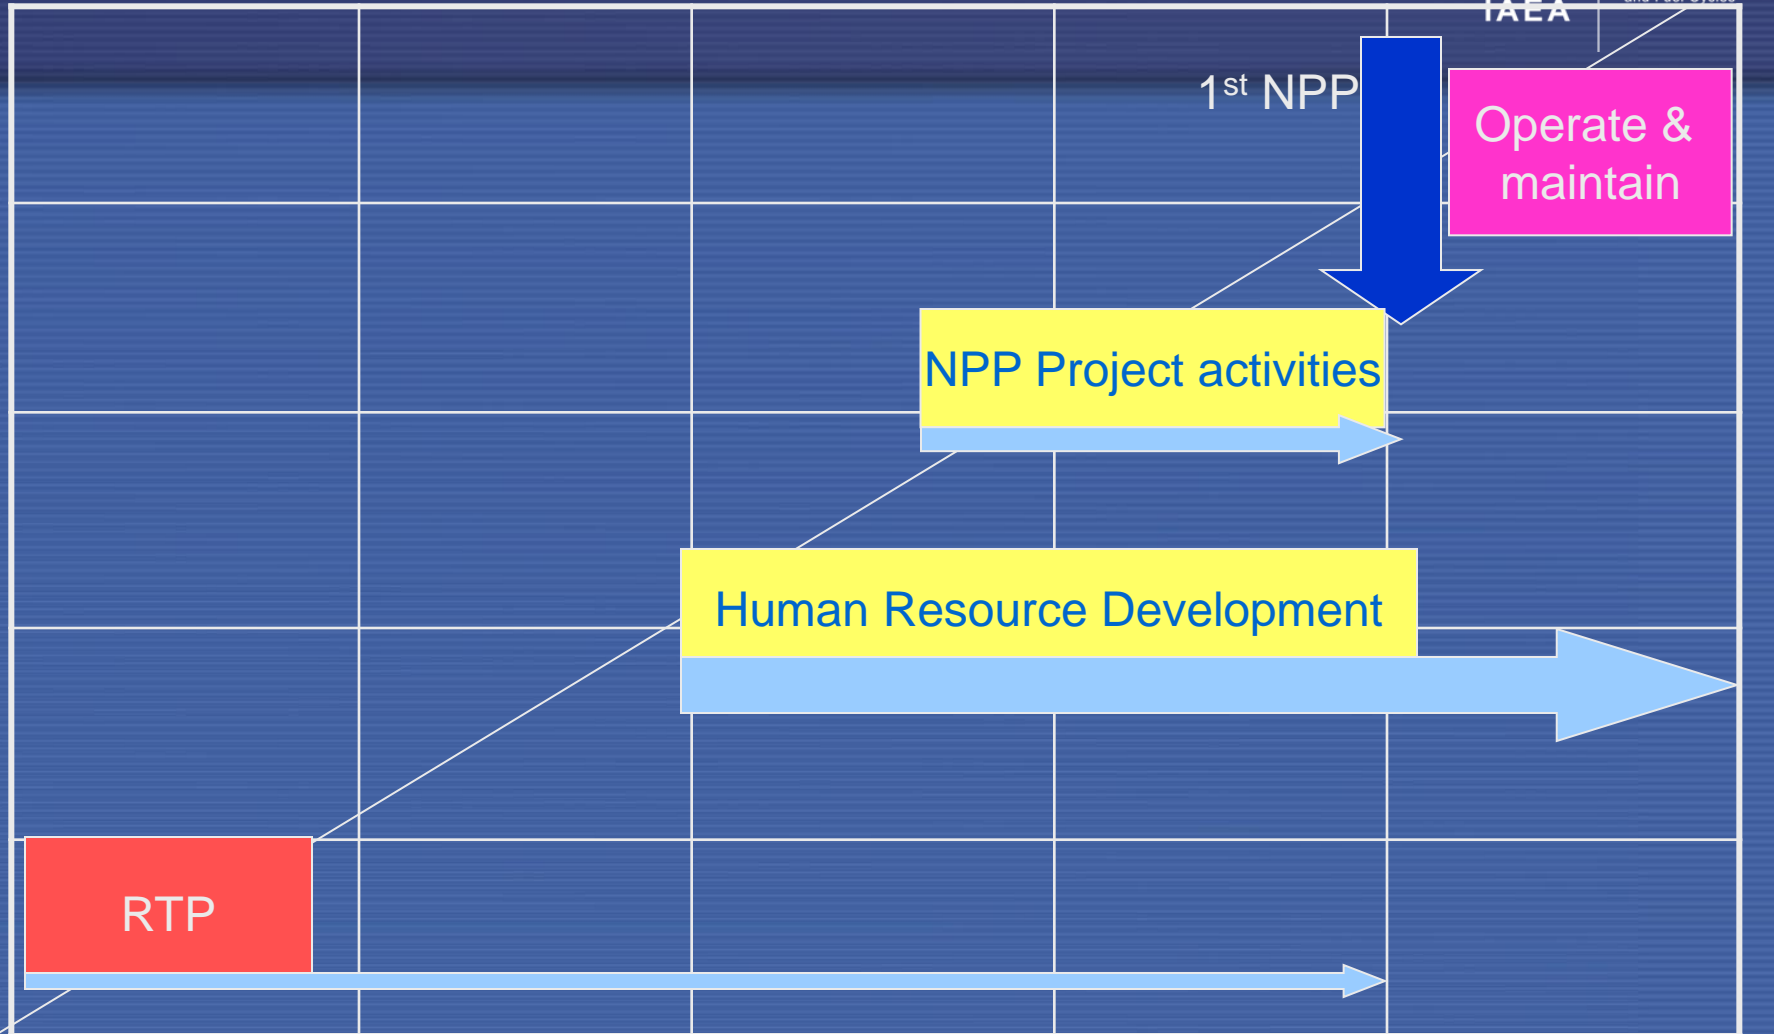 IAEA
1st NPP
Operate &
maintain
NPP Project activities
Human Resource Development
RTP